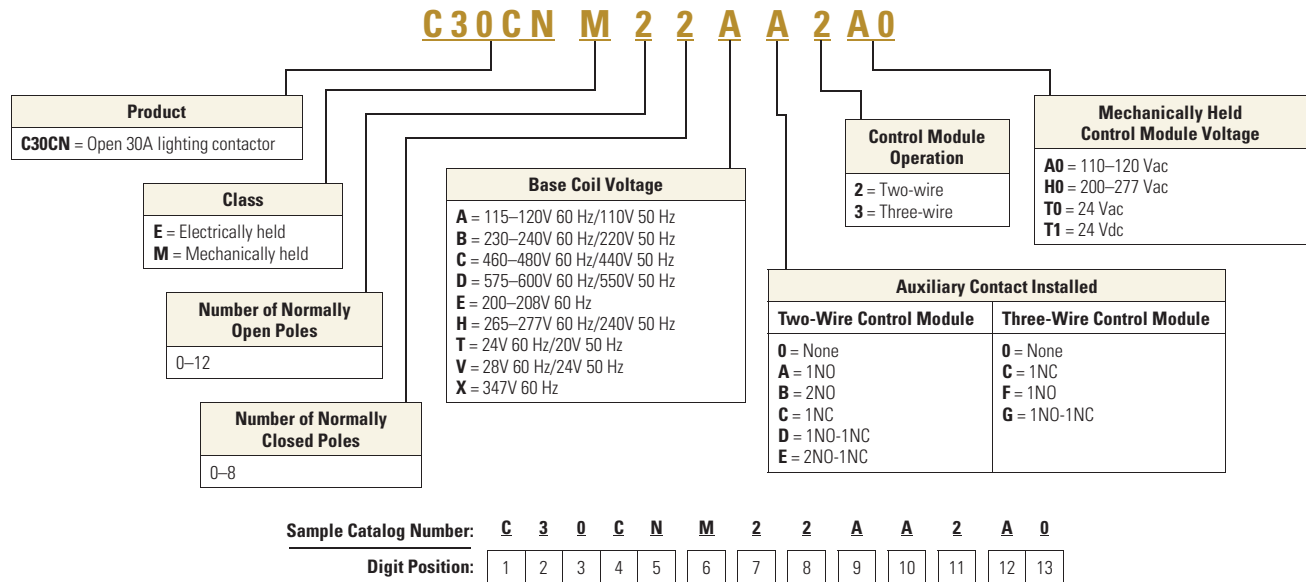 C30CN M 2 2 A A 2 A0
Product
C30CN = Open 30A lighting contactor
Class
E = Electrically held
M = Mechanically held
Number of Normally
Open Poles
0–12
Number of Normally
Closed Poles
0–8
Base Coil Voltage
A = 115–120V 60 Hz/110V 50 Hz
B = 230–240V 60 Hz/220V 50 Hz
C = 460–480V 60 Hz/440V 50 Hz
D = 575–600V 60 Hz/550V 50 Hz
E = 200–208V 60 Hz
H = 265–277V 60 Hz/240V 50 Hz
T = 24V 60 Hz/20V 50 Hz
V = 28V 60 Hz/24V 50 Hz
X = 347V 60 Hz
Control Module
Operation
2 = Two-wire
3 = Three-wire
Mechanically Held
Control Module Voltage
A0 = 110–120 Vac
H0 = 200–277 Vac
T0 = 24 Vac
T1 = 24 Vdc
Auxiliary Contact Installed
Two-Wire Control Module
0 = None
A = 1NO
B = 2NO
C = 1NC
D = 1NO-1NC
E = 2NO-1NC
Three-Wire Control Module
0 = None
C = 1NC
F = 1NO
G = 1NO-1NC
Sample Catalog Number: C 3 0 C N M 2 2 A A 2 A 0
Digit Position: 1 2 3 4 5 6 7 8 9 10 11 12 13